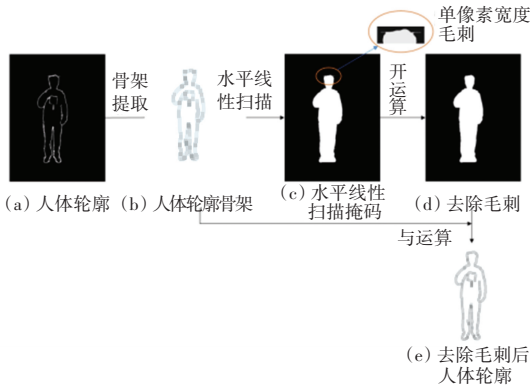 单像素宽度
毛刺
骨架
提取
水平线
性扫描
开运算
(a)人体轮廓
(b)人体轮廓骨架
(c)水平线性
扫描掩码
(d)去除毛刺
与运算
(e)去除毛刺后
人体轮廓